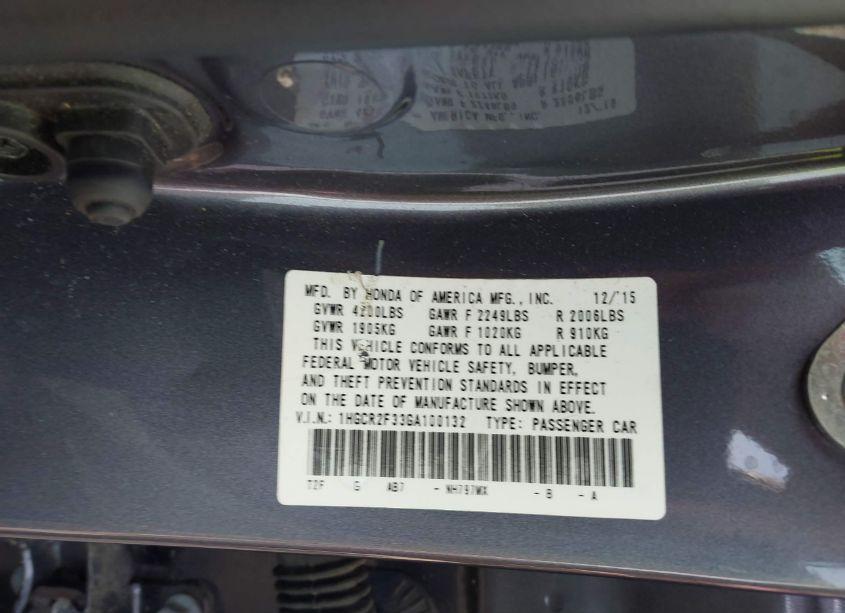 MFD. BY HONDA OF AMERICA MFG., INC. 12/'15
GVWR 4200LBS GAWR F 2249LBS R 2006LBS
GVWR 1905KG GAWR F 1020KG R 910KG
THIS VEHICLE CONFORMS TO ALL APPLICABLE
FEDERAL MOTOR VEHICLE SAFETY, BUMPER,
AND THEFT PREVENTION STANDARDS IN EFFECT
ON THE DATE OF MANUFACTURE SHOWN ABOVE.
V.I.N.: 1HGCR2F33GA100132 TYPE: PASSENGER CAR
T2F G AB7 - NH797MX - B - A